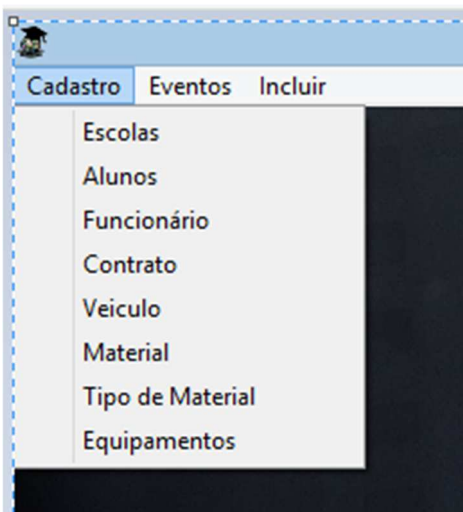 Cadastro Eventos Incluir
Escolas
Alunos
Funcionário
Contrato
Veiculo
Material
Tipo de Material
Equipamentos